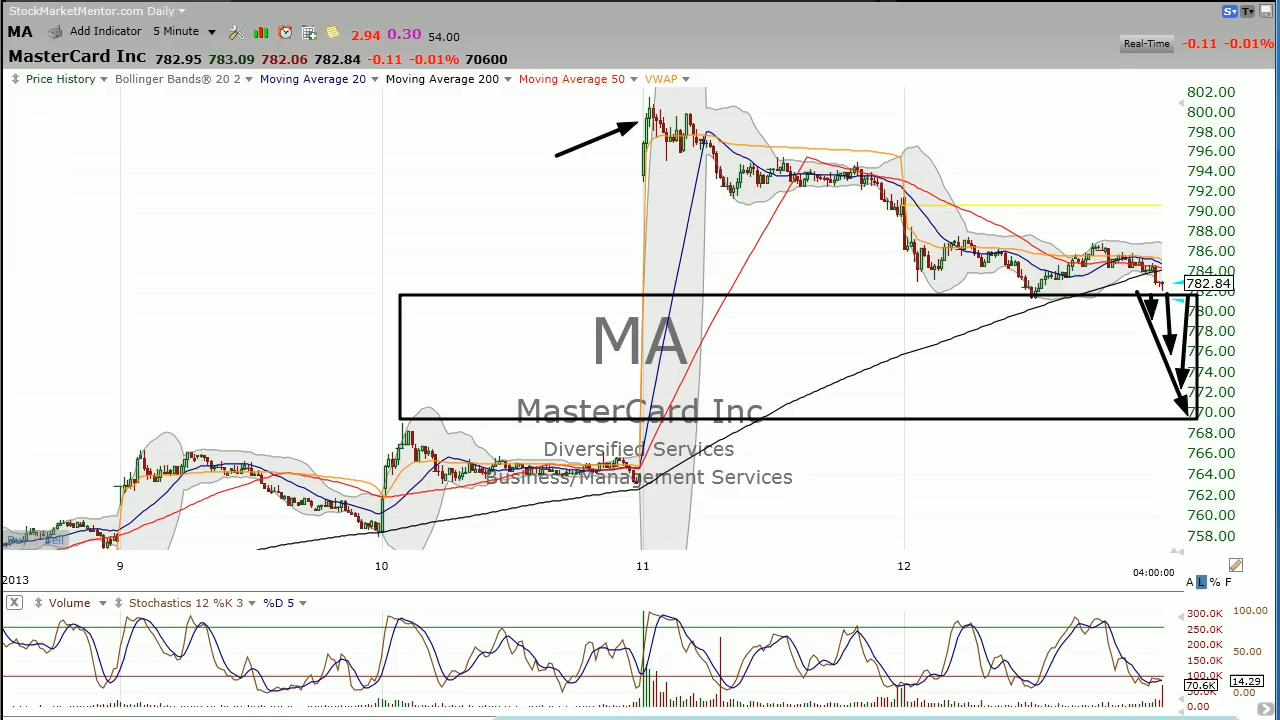 StockMarketMentor.com Daily
MA Add Indicator 5 Minute 2.94 0.30 54.00
Real-Time -0.11 -0.01%
MasterCard Inc 782.95 783.09 782.06 782.84 -0.11 -0.01% 70600
Price History Bollinger Bands® 20 2 Moving Average 20 Moving Average 200 Moving Average 50 VWAP
802.00
800.00
798.00
796.00
794.00
792.00
790.00
788.00
786.00
784.00
782.84
782.00
780.00
778.00
776.00
774.00
772.00
770.00
768.00
766.00
764.00
762.00
760.00
758.00
MA
MasterCard Inc
Diversified Services
Business/Management Services
Buy Sell
9 10 11 12
2013 04:00:00
A L % F
X Volume Stochastics 12 %K 3 %D 5
300.0K 100.00
250.0K
200.0K
150.0K 50.00
100.0K
70.6K 14.29
50.0K 0.00
0.00